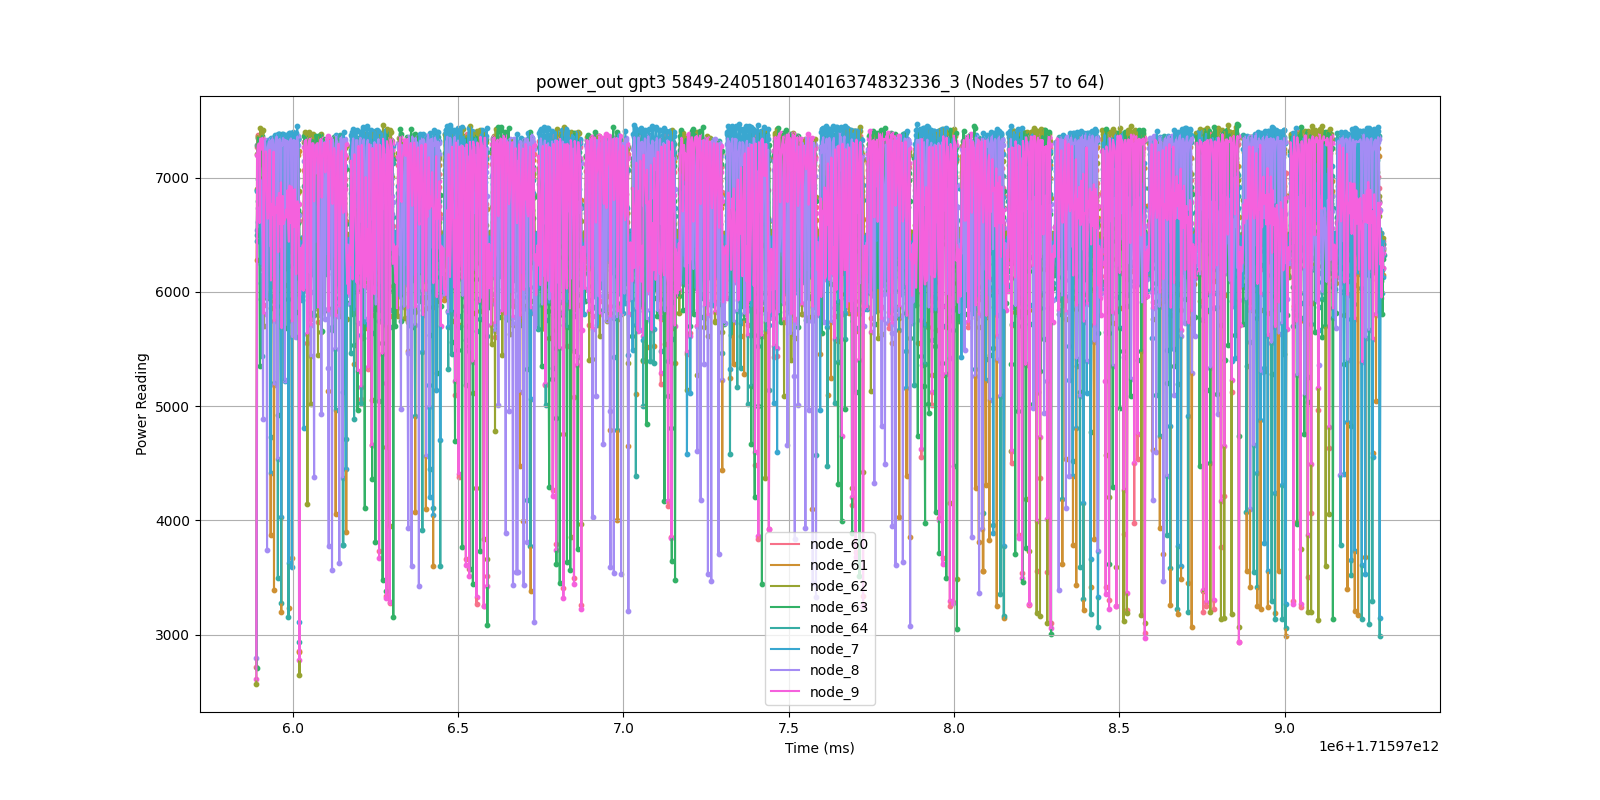 power_out gpt3 5849-240518014016374832336_3 (Nodes 57 to 64)
Power Reading
7000
6000
5000
4000
3000
node_60
node_61
node_62
node_63
node_64
node_7
node_8
node_9
6.0 6.5 7.0 7.5 8.0 8.5 9.0
Time (ms)
1e6+1.71597e12